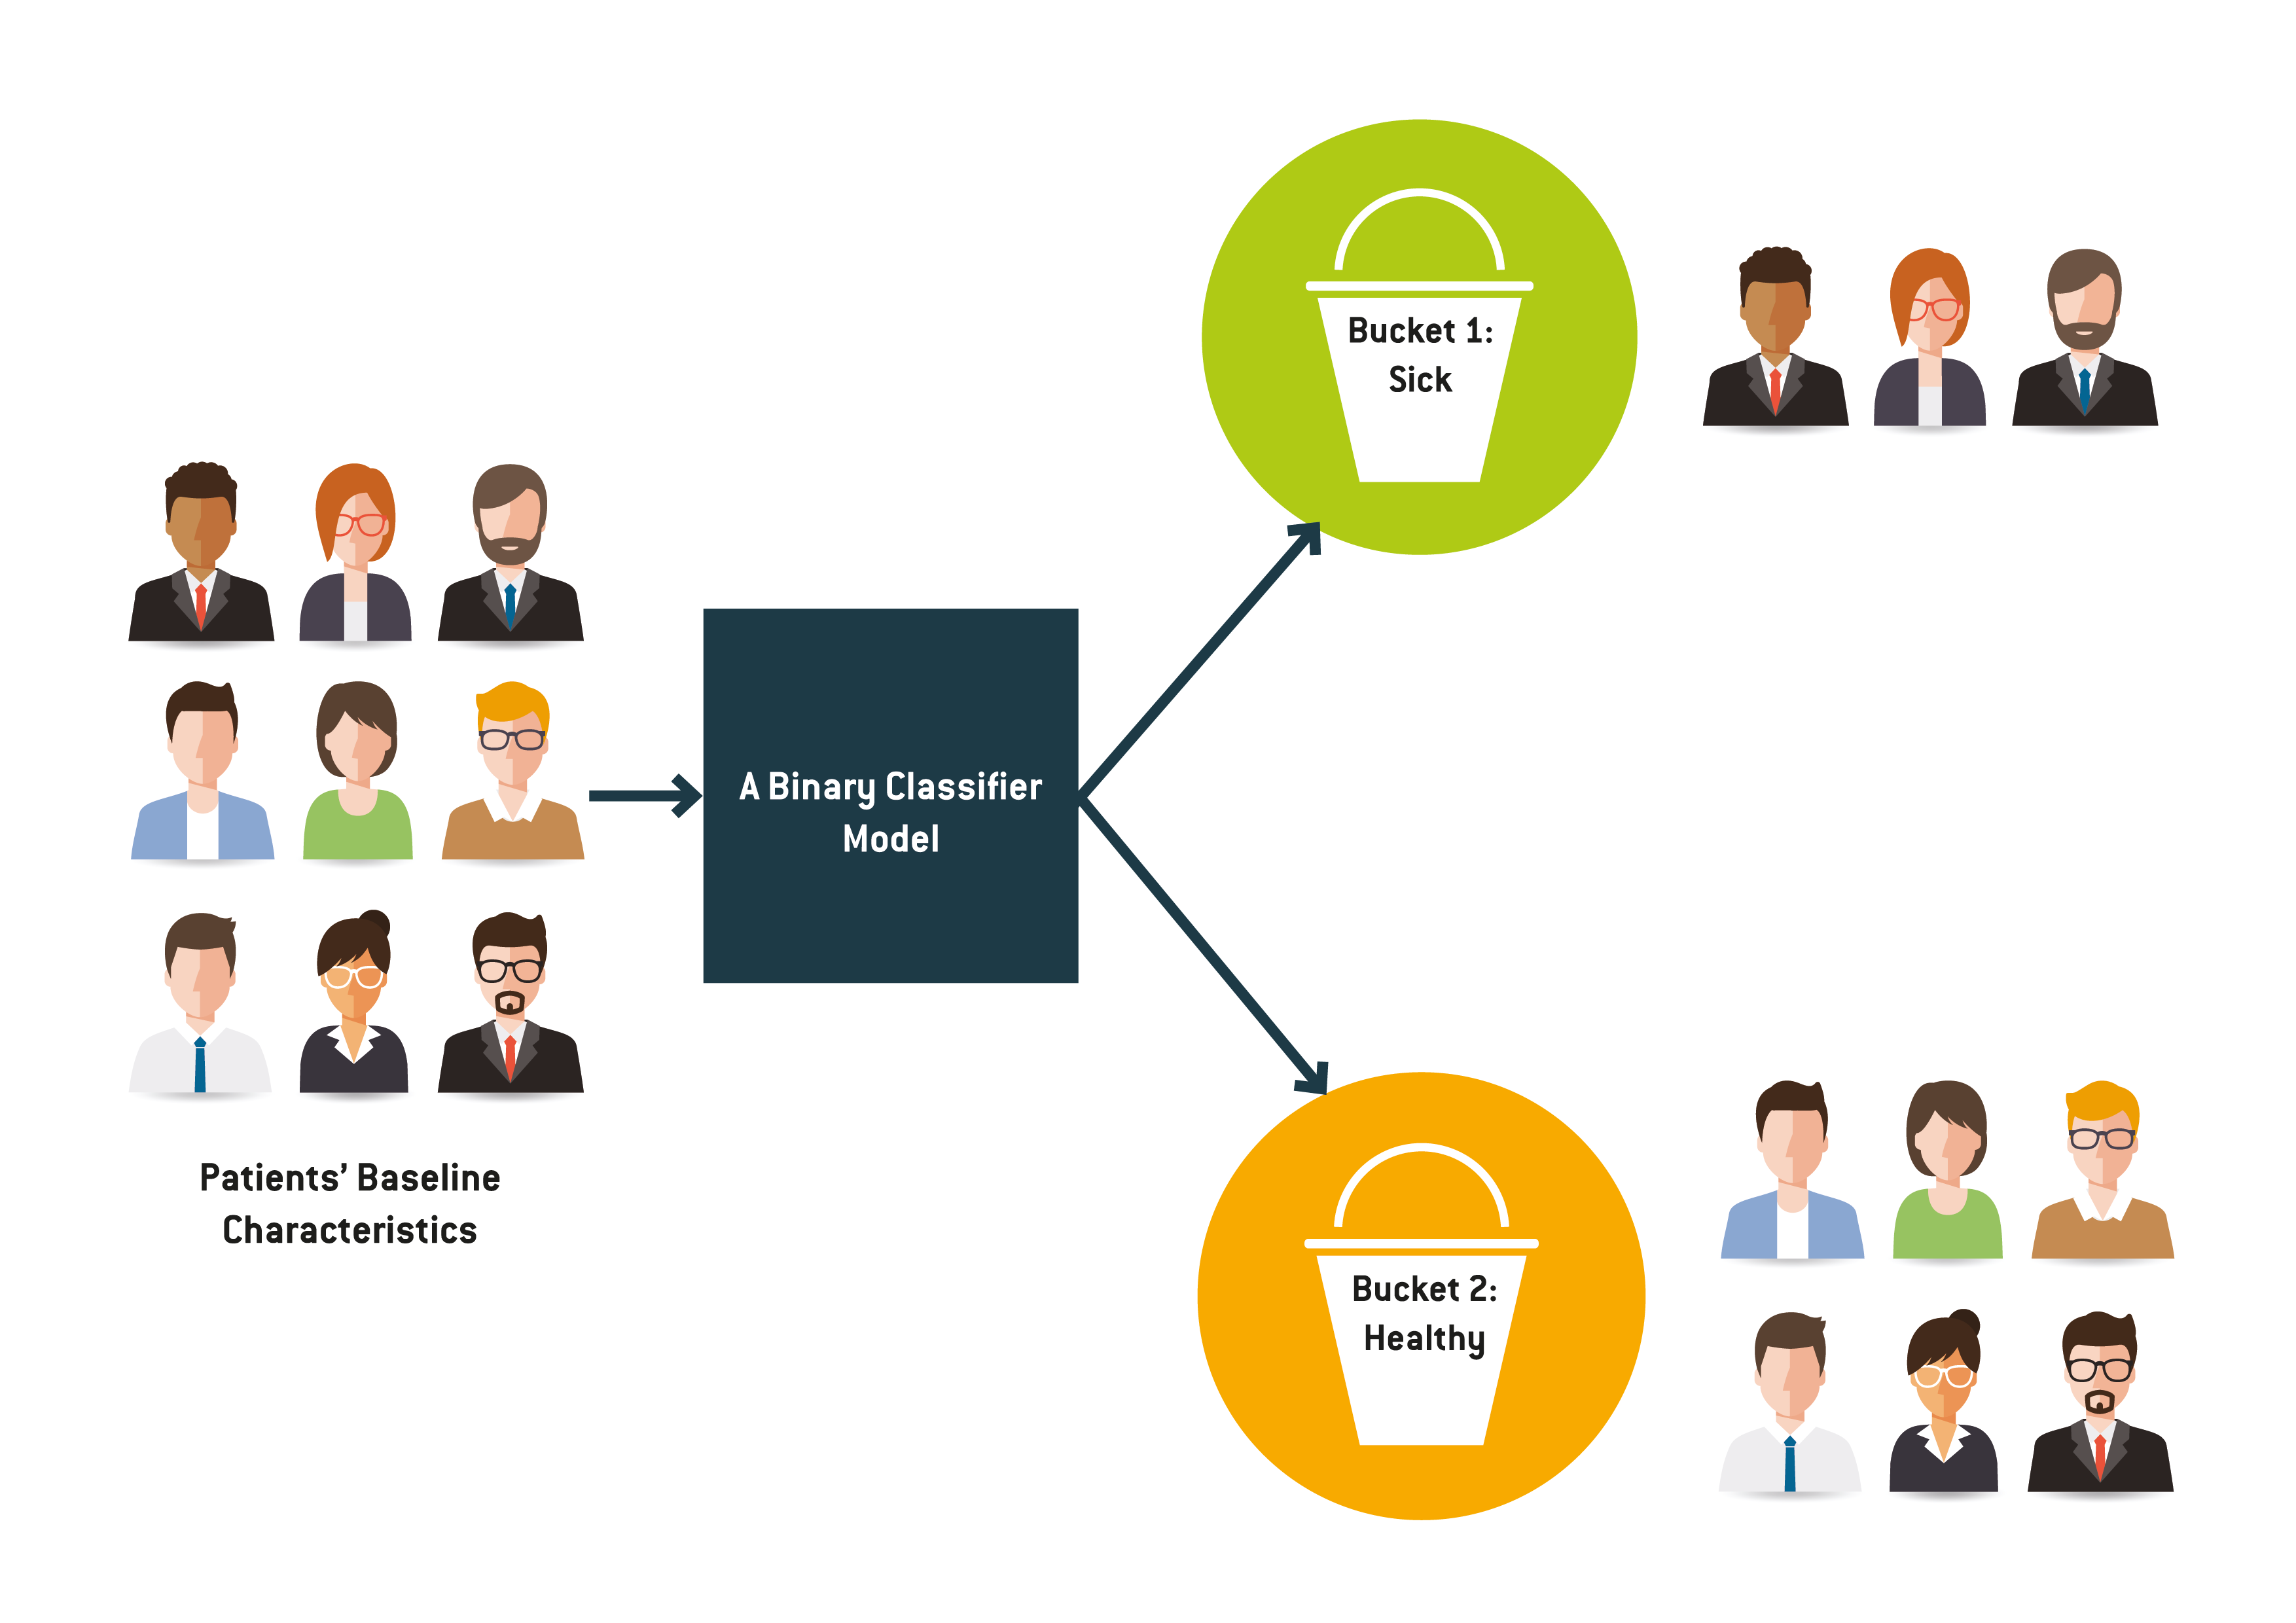 Bucket 1:
Sick
A Binary Classifier
Model
Patients’ Baseline
Characteristics
Bucket 2:
Healthy